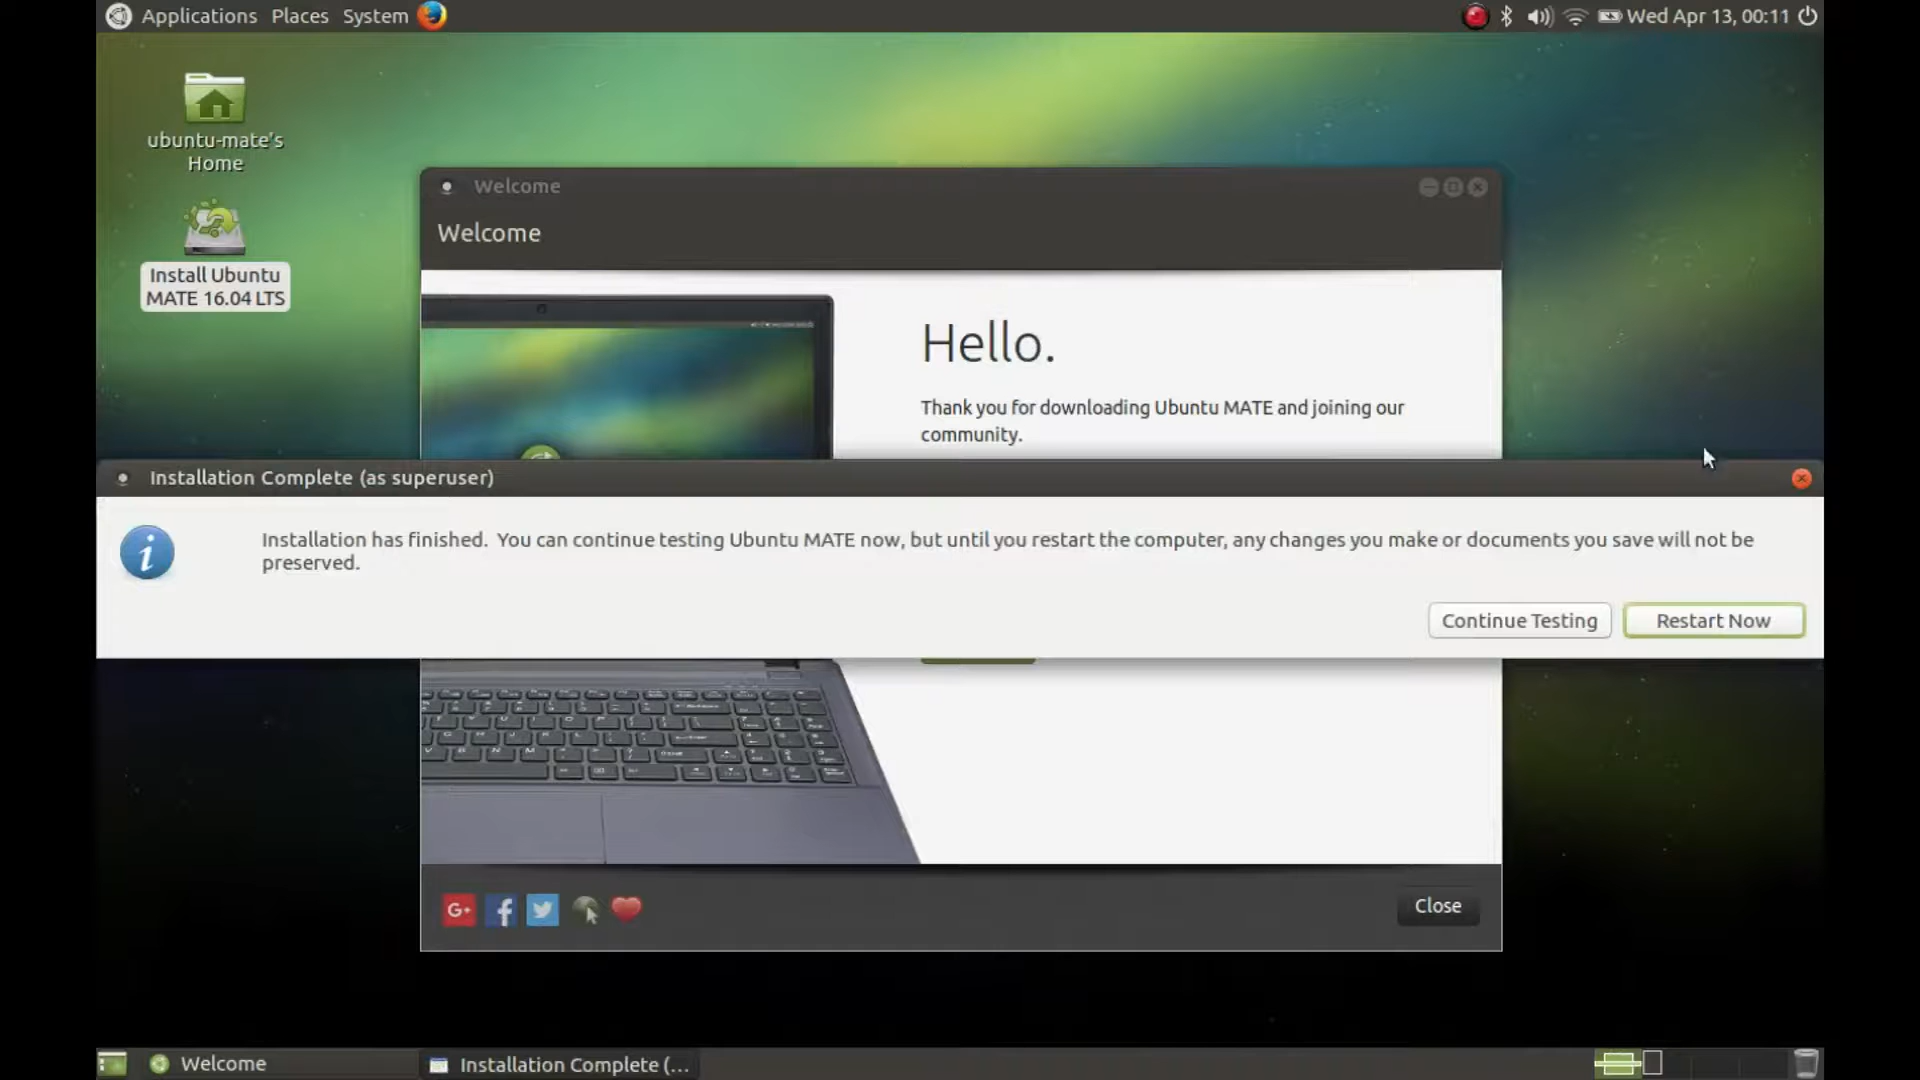 Applications Places System
Wed Apr 13, 00:11
ubuntu-mate's
Home
Install Ubuntu
MATE 16.04 LTS
Welcome
Welcome
Hello.
Thank you for downloading Ubuntu MATE and joining our
community.
Installation Complete (as superuser)
Installation has finished. You can continue testing Ubuntu MATE now, but until you restart the computer, any changes you make or documents you save will not be
preserved.
Continue Testing
Restart Now
G+
Close
Welcome
Installation Complete (...